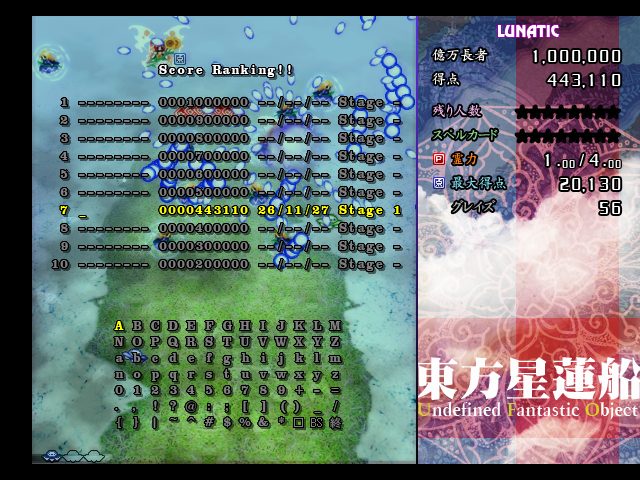 LUNATIC
億万長者 1,000,000
得点 443,110
残り人数 ★★★★★★★★
スペルカード ★★★★★★★★
P 霊力 1.00/4.00
最大得点 20,130
グレイズ 56
東方星蓮船
Undefined Fantastic Object
Score Ranking!!
1 -------- 0001000000 --/--/-- Stage -
2 -------- 0000900000 --/--/-- Stage -
3 -------- 0000800000 --/--/-- Stage -
4 -------- 0000700000 --/--/-- Stage -
5 -------- 0000600000 --/--/-- Stage -
6 -------- 0000500000 --/--/-- Stage -
7 _ 0000443110 26/11/27 Stage 1
8 -------- 0000400000 --/--/-- Stage -
9 -------- 0000300000 --/--/-- Stage -
10 -------- 0000200000 --/--/-- Stage -
A B C D E F G H I J K L M
N O P Q R S T U V W X Y Z
a b c d e f g h i j k l m
n o p q r s t u v w x y z
0 1 2 3 4 5 6 7 8 9 + - =
. , ! ? @ : ; [ ] ( ) _ /
{ } | ~ ^ # $ % & * □ BS 終